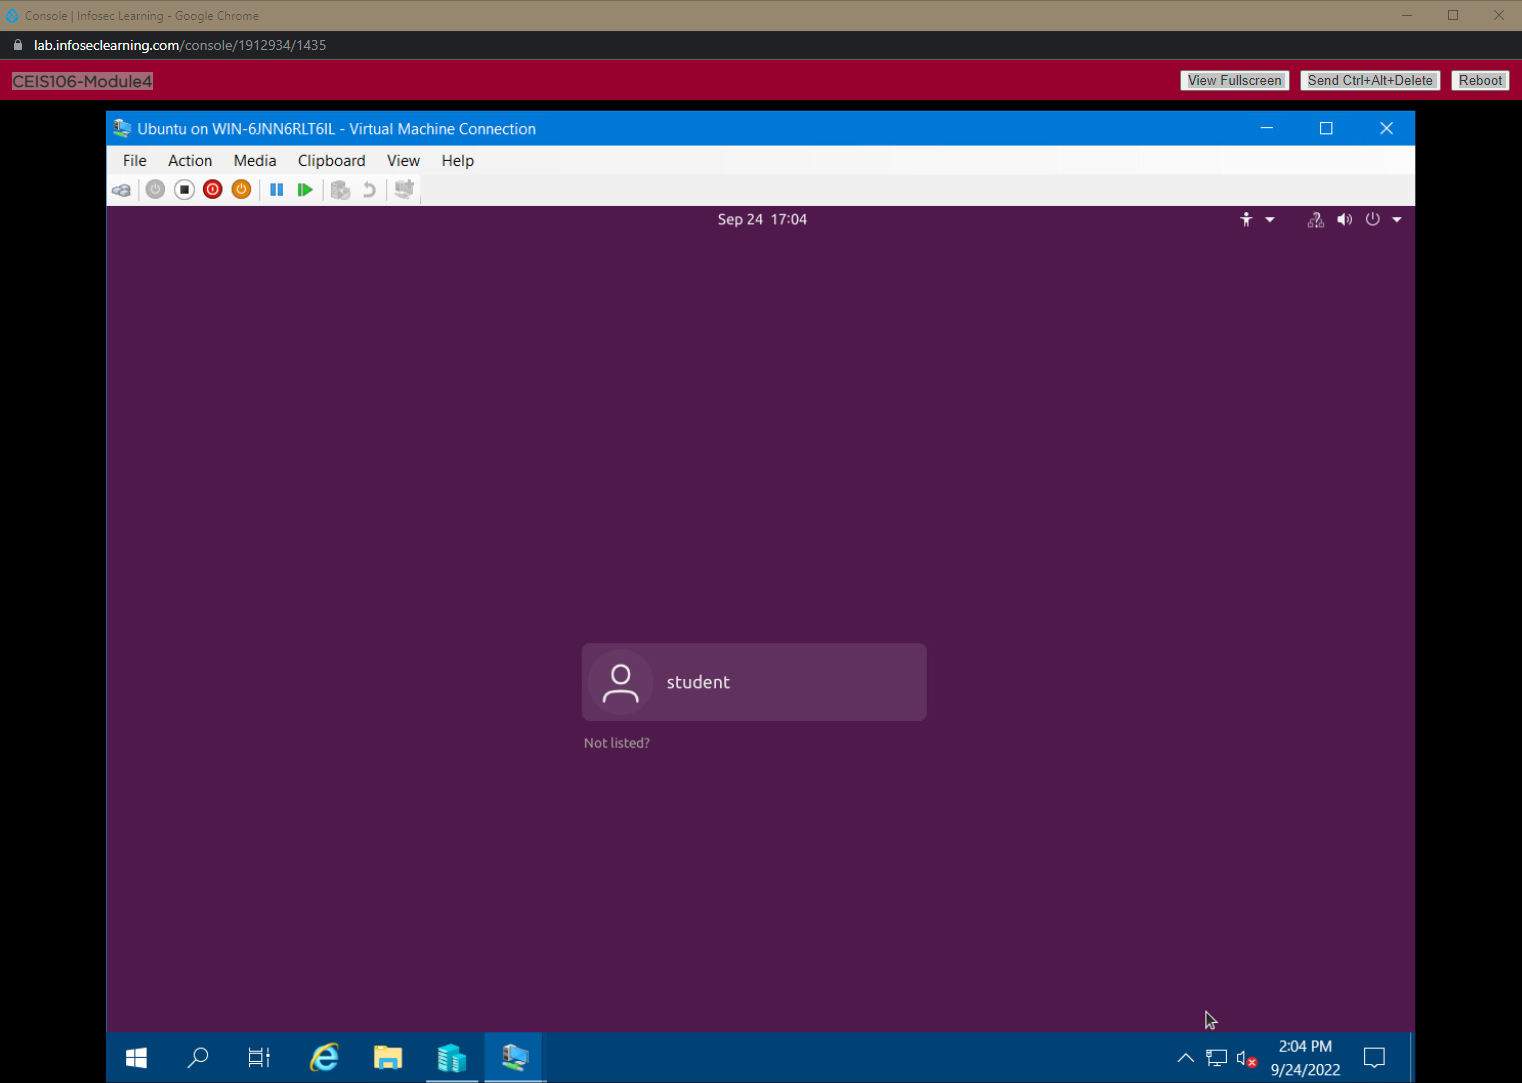 Console | Infosec Learning - Google Chrome
lab.infoseclearning.com/console/1912934/1435
CEIS106-Module4
View Fullscreen
Send Ctrl+Alt+Delete
Reboot
Ubuntu on WIN-6JNN6RLT6IL - Virtual Machine Connection
File Action Media Clipboard View Help
Sep 24 17:04
student
Not listed?
2:04 PM
9/24/2022